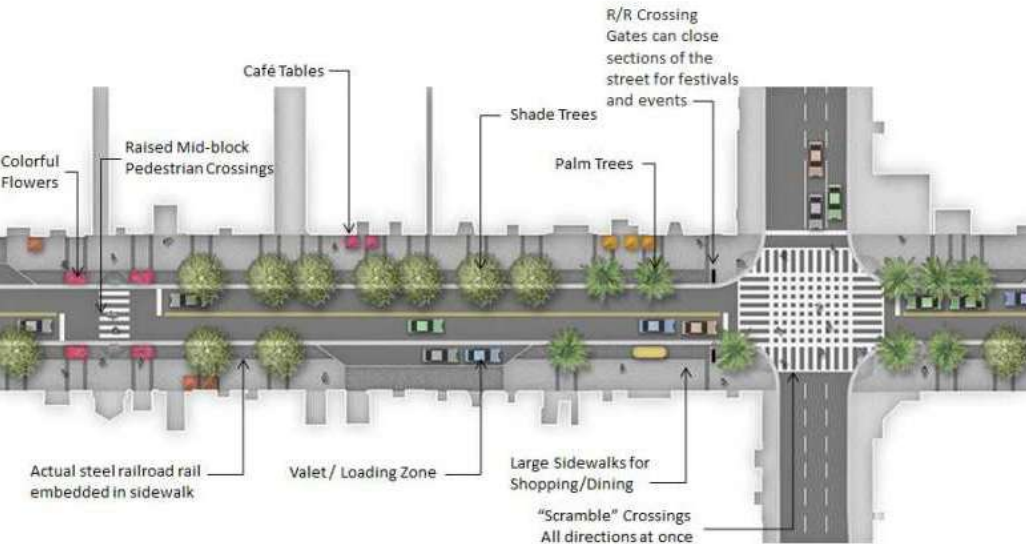 R/R Crossing
Gates can close
sections of the
street for festivals
and events
Café Tables
Shade Trees
Raised Mid-block
Pedestrian Crossings
Palm Trees
Colorful
Flowers
Actual steel railroad rail
embedded in sidewalk
Valet / Loading Zone
Large Sidewalks for
Shopping/Dining
“Scramble” Crossings
All directions at once